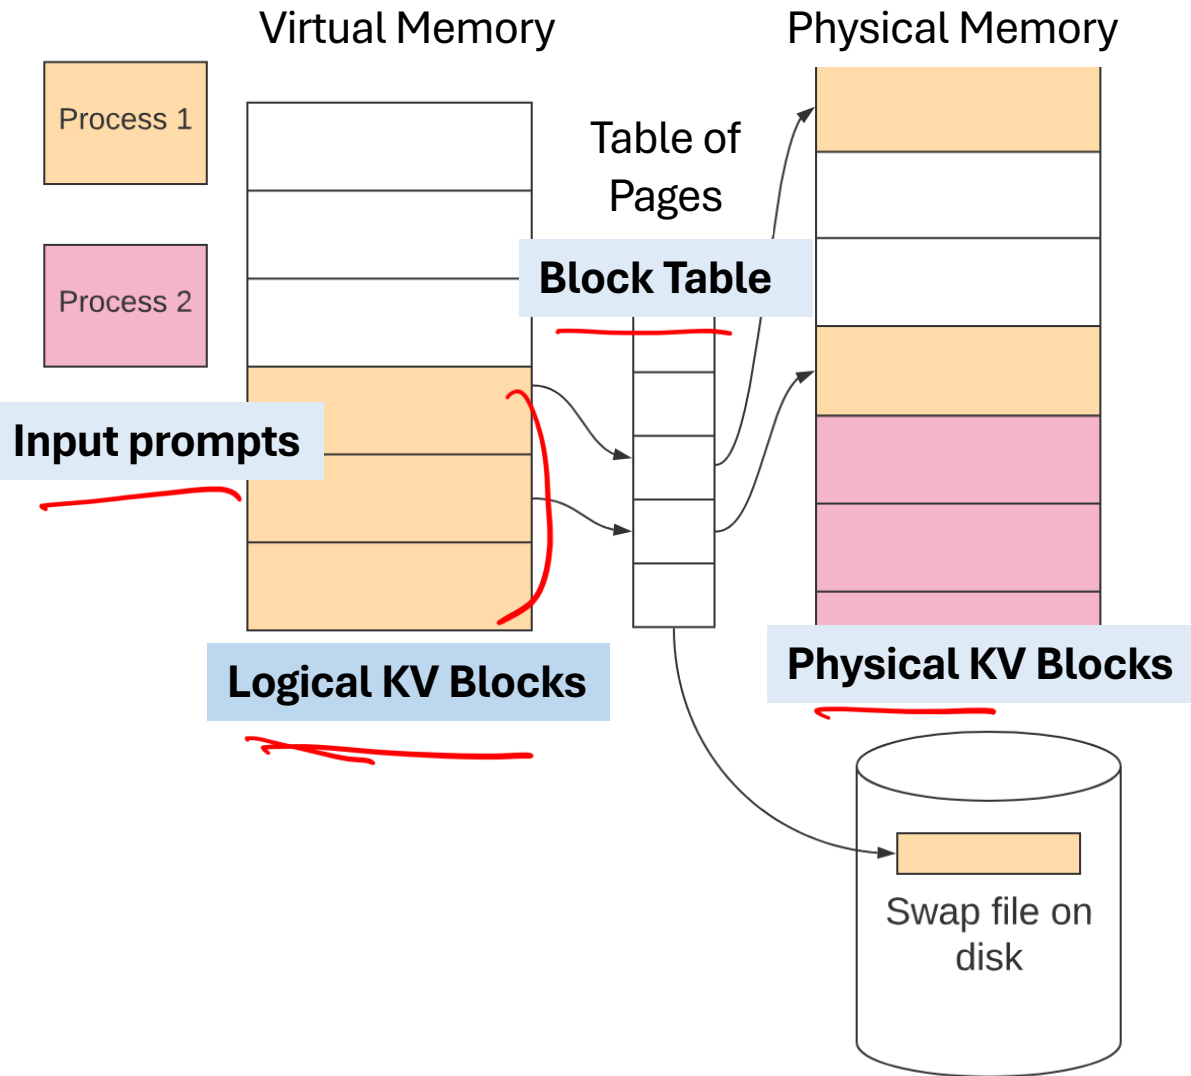 Virtual Memory
Physical Memory
Process 1
Table of
Pages
Process 2
Block Table
Input prompts
Logical KV Blocks
Physical KV Blocks
Swap file on
disk